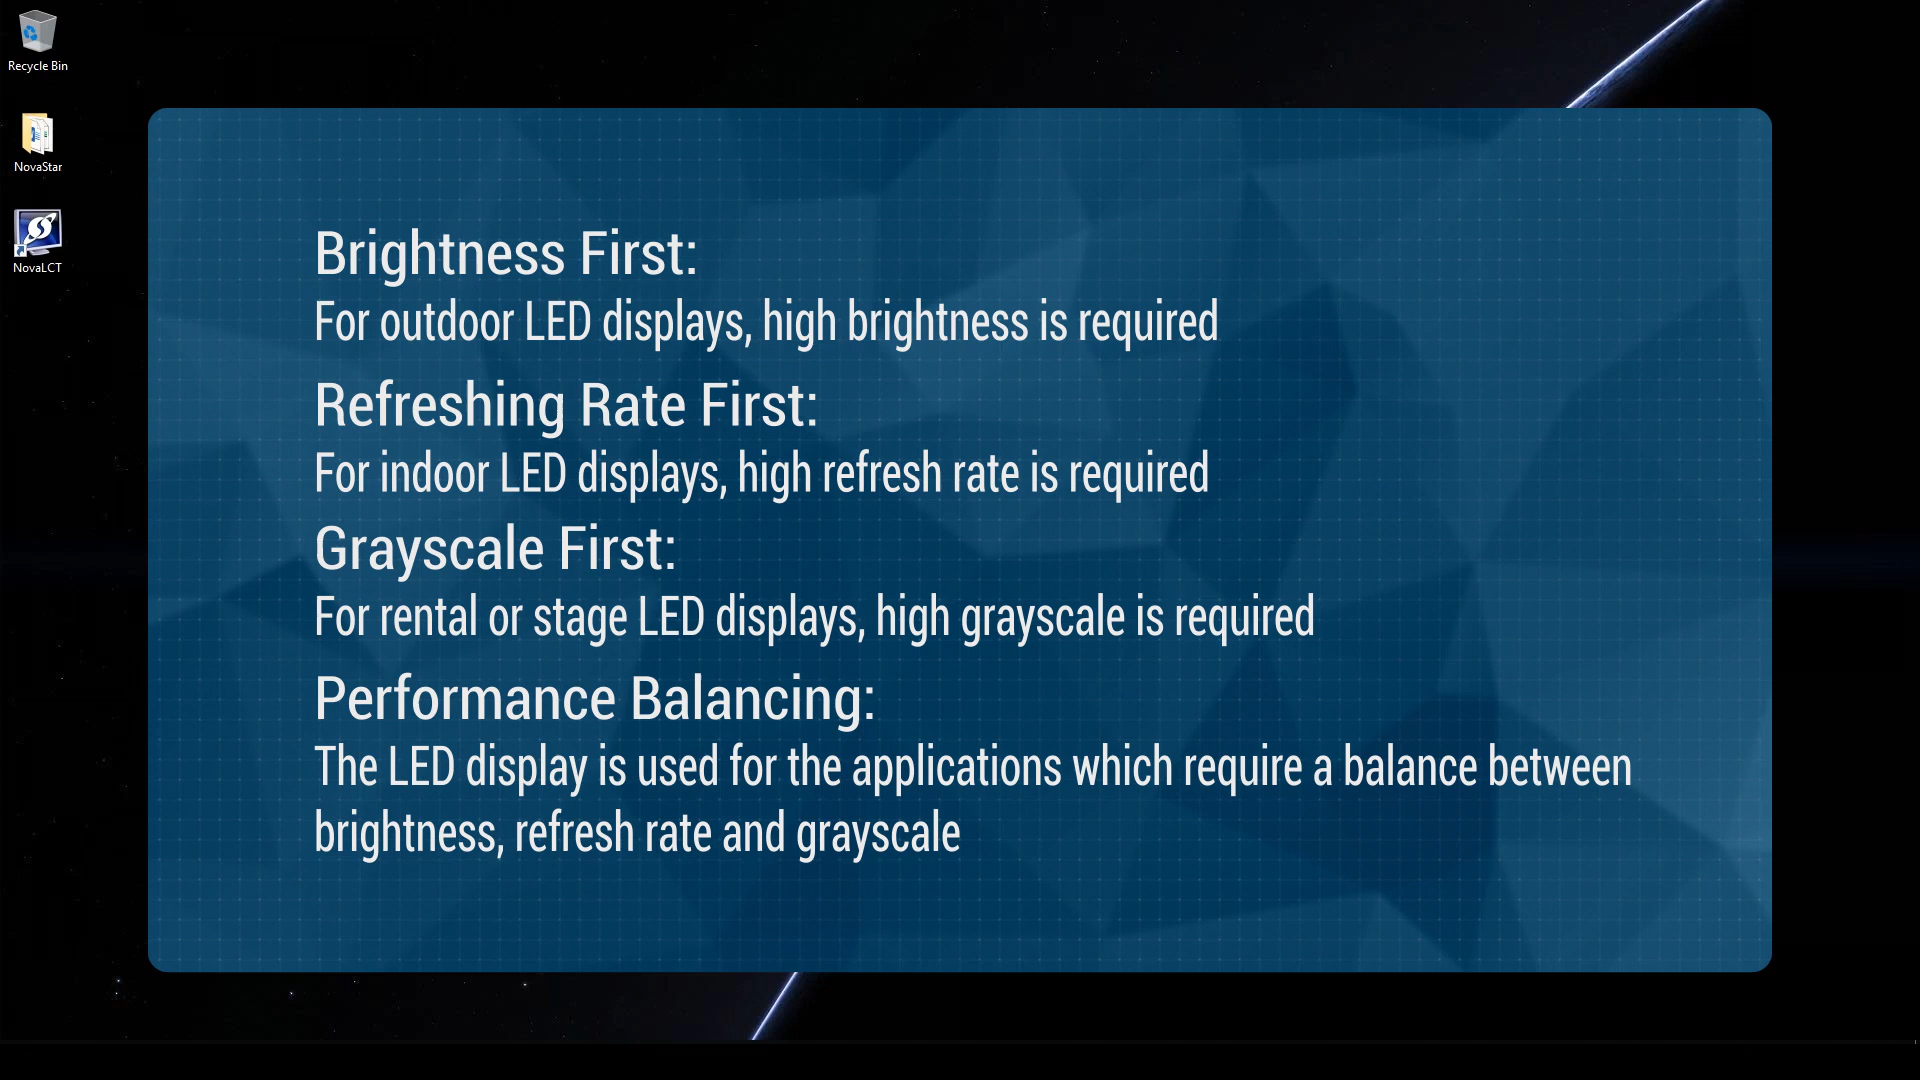 Recycle Bin
NovaStar
NovaLCT
Brightness First:
For outdoor LED displays, high brightness is required
Refreshing Rate First:
For indoor LED displays, high refresh rate is required
Grayscale First:
For rental or stage LED displays, high grayscale is required
Performance Balancing:
The LED display is used for the applications which require a balance between
brightness, refresh rate and grayscale